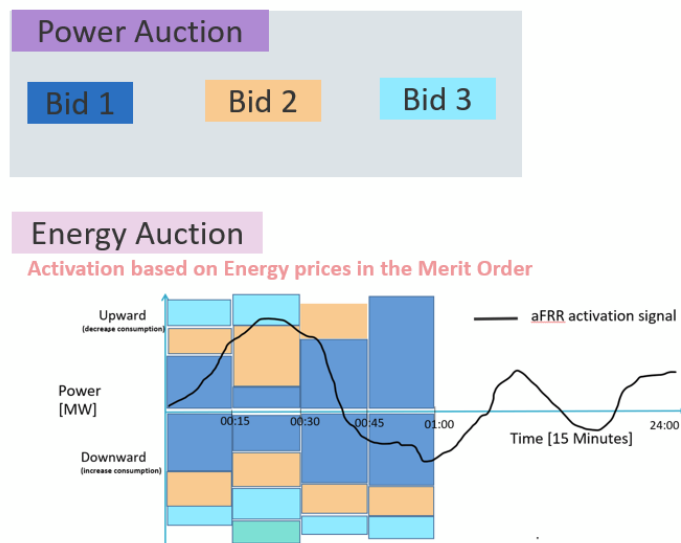 Power Auction
Bid 1
Bid 2
Bid 3
Energy Auction
Activation based on Energy prices in the Merit Order
Upward
(decrease consumption)
aFRR activation signal
Power
[MW]
00:15
00:30
00:45
01:00
24:00
Time [15 Minutes]
Downward
(increase consumption)